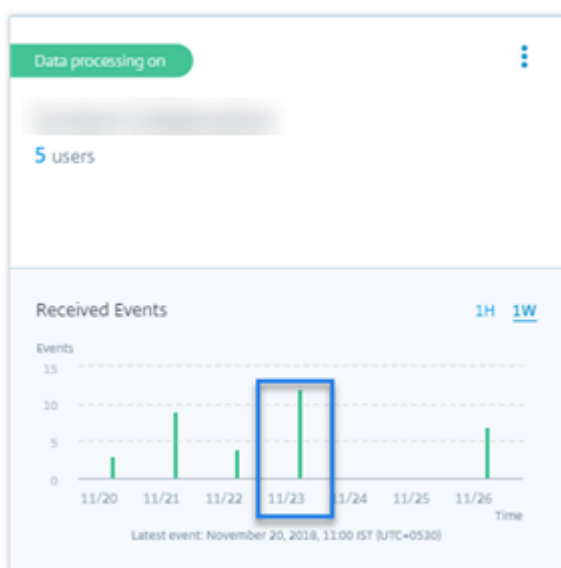 Data processing on
5 users
Received Events
1H 1W
Events
15
10
5
0
11/20 11/21 11/22 11/23 11/24 11/25 11/26
Time
Latest event: November 20, 2018, 11:00 IST (UTC+0530)